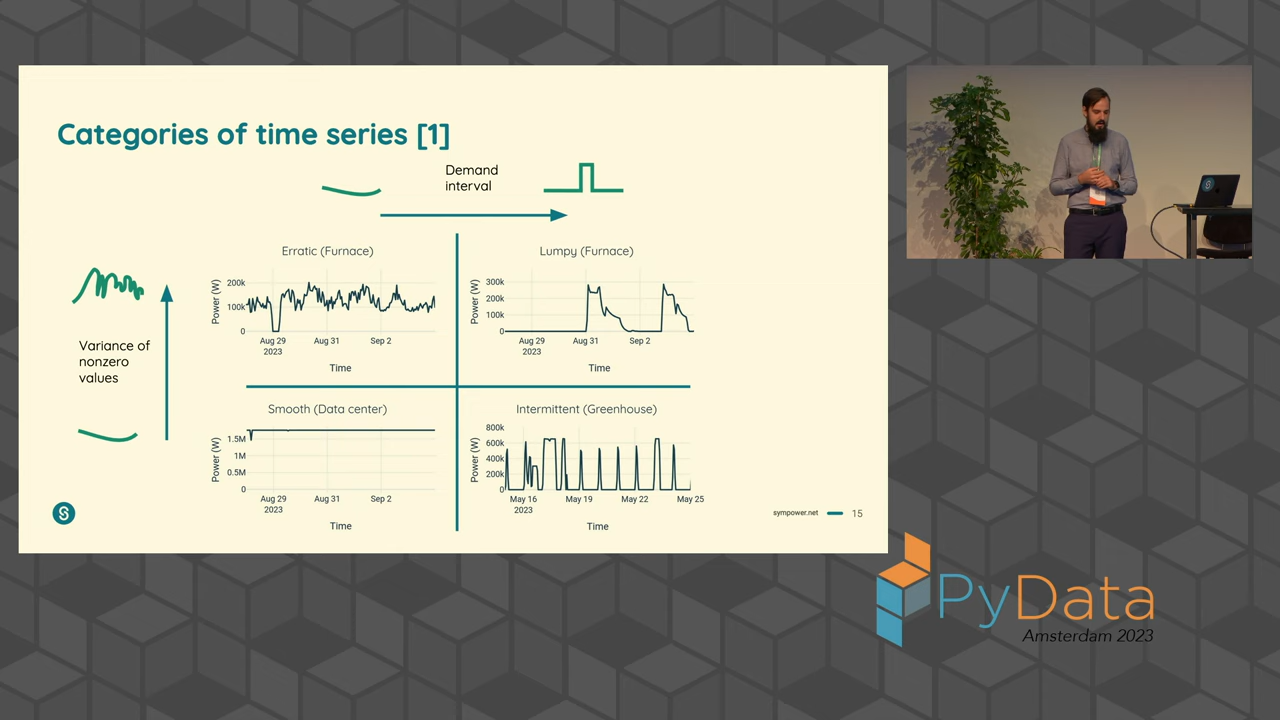 Categories of time series [1]
Demand
interval
Variance of
nonzero
values
Erratic (Furnace)
Power (W)
200k
100k
0
Aug 29
2023
Aug 31
Sep 2
Time
Lumpy (Furnace)
Power (W)
300k
200k
100k
0
Aug 29
2023
Aug 31
Sep 2
Time
Smooth (Data center)
Power (W)
1.5M
1M
0.5M
0
Aug 29
2023
Aug 31
Sep 2
Time
Intermittent (Greenhouse)
Power (W)
800k
600k
400k
200k
0
May 16
2023
May 19
May 22
May 25
Time
S
sympower.net
15
PyData
Amsterdam 2023